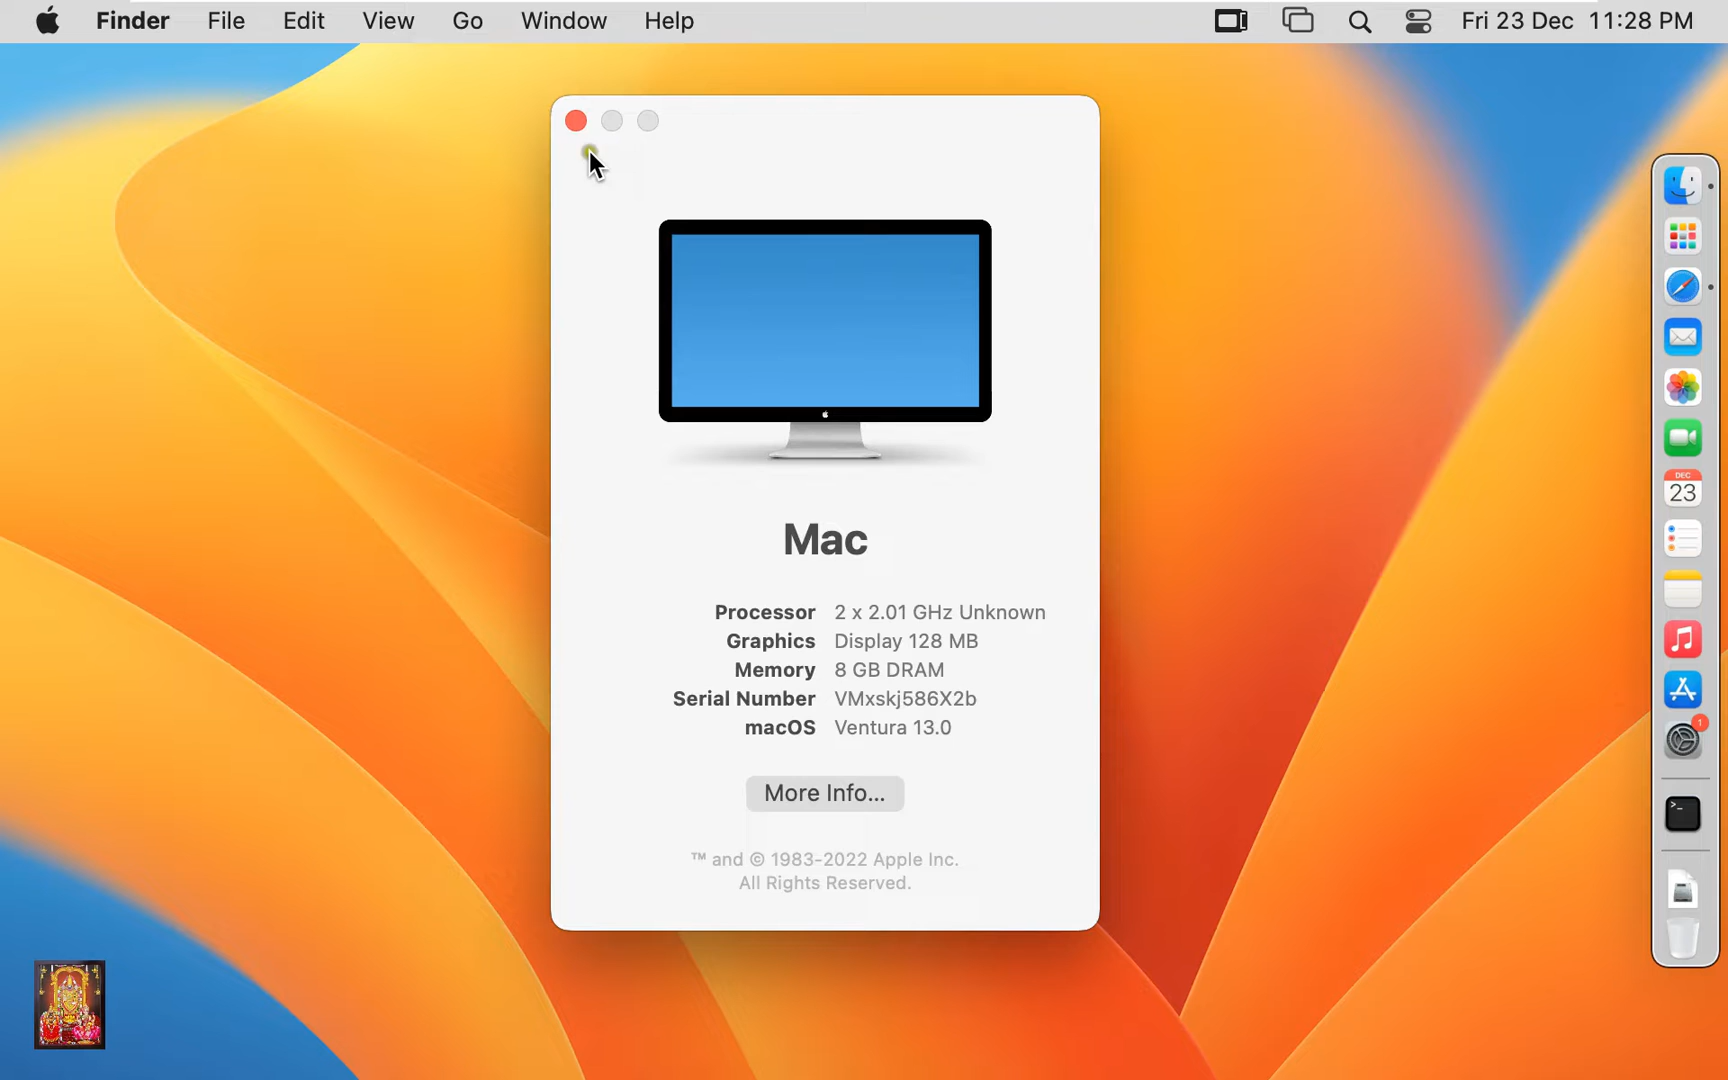 Finder File Edit View Go Window Help Fri 23 Dec 11:28 PM
Mac
Processor 2 x 2.01 GHz Unknown
Graphics Display 128 MB
Memory 8 GB DRAM
Serial Number VMxskj586X2b
macOS Ventura 13.0
More Info...
™ and © 1983-2022 Apple Inc.
All Rights Reserved.
DEC
23
1
>_